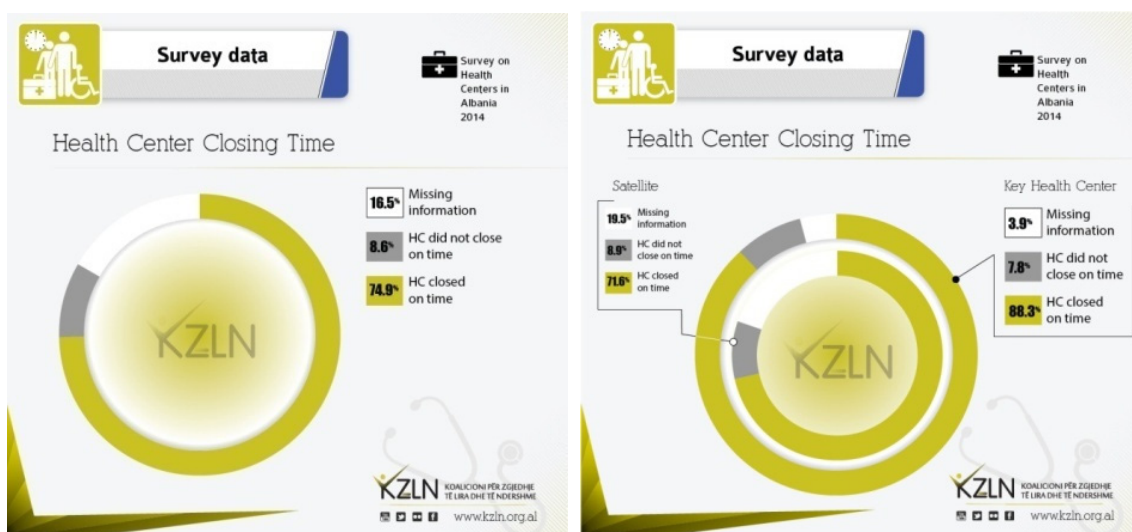 Survey data
Survey on
Health
Centers in
Albania
2014
Health Center Closing Time
16.5%
Missing
information
8.6%
HC did not close
on time
74.9%
HC closed
on time
KZLN
KZLN
KOALICIONI PËR ZGJEDHJE
TË LIRA DHE TË NDERSHME
www.kzln.org.al
Survey data
Survey on
Health
Centers in
Albania
2014
Health Center Closing Time
Satellite
19.5%
Missing
information
8.9%
HC did not
close on time
71.6%
HC closed
on time
Key Health Center
3.9%
Missing
information
7.8%
HC did not
close on time
88.3%
HC closed
on time
KZLN
KZLN
KOALICIONI PËR ZGJEDHJE
TË LIRA DHE TË NDERSHME
www.kzln.org.al